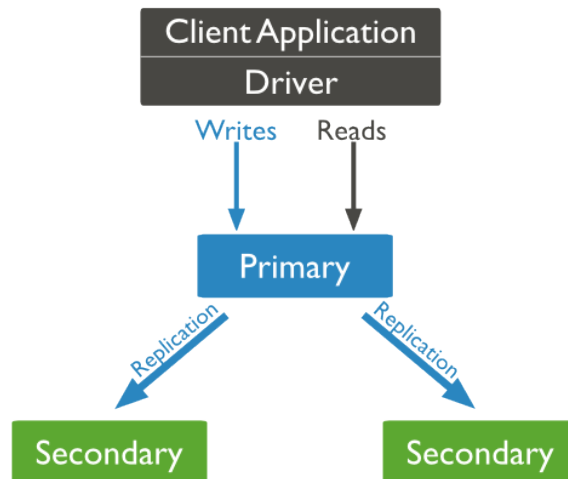 Client Application
Driver
Writes Reads
Primary
Replication Replication
Secondary Secondary